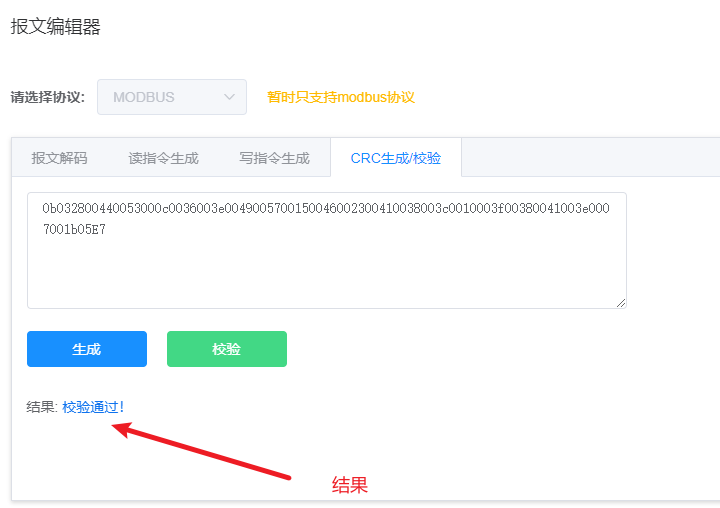 报文编辑器
请选择协议: MODBUS 暂时只支持modbus协议
报文解码 读指令生成 写指令生成 CRC生成/校验
0b032800440053000c0036003e004900570015004600230041003​8003c0010003f00380041003e000
7001b05E7
生成 校验
结果: 校验通过!
结果